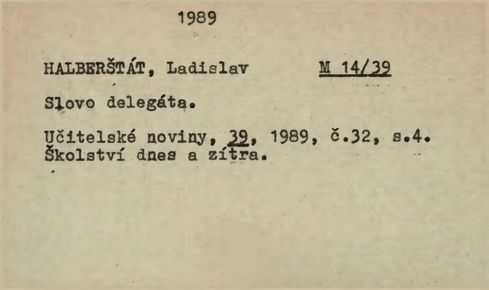 1989
HALBERŠTÁT, Ladislav M 14/39
Slovo delegáta.
Učitelské noviny, 39, 1989, č.32, s.4.
Školství dnes a zítra.